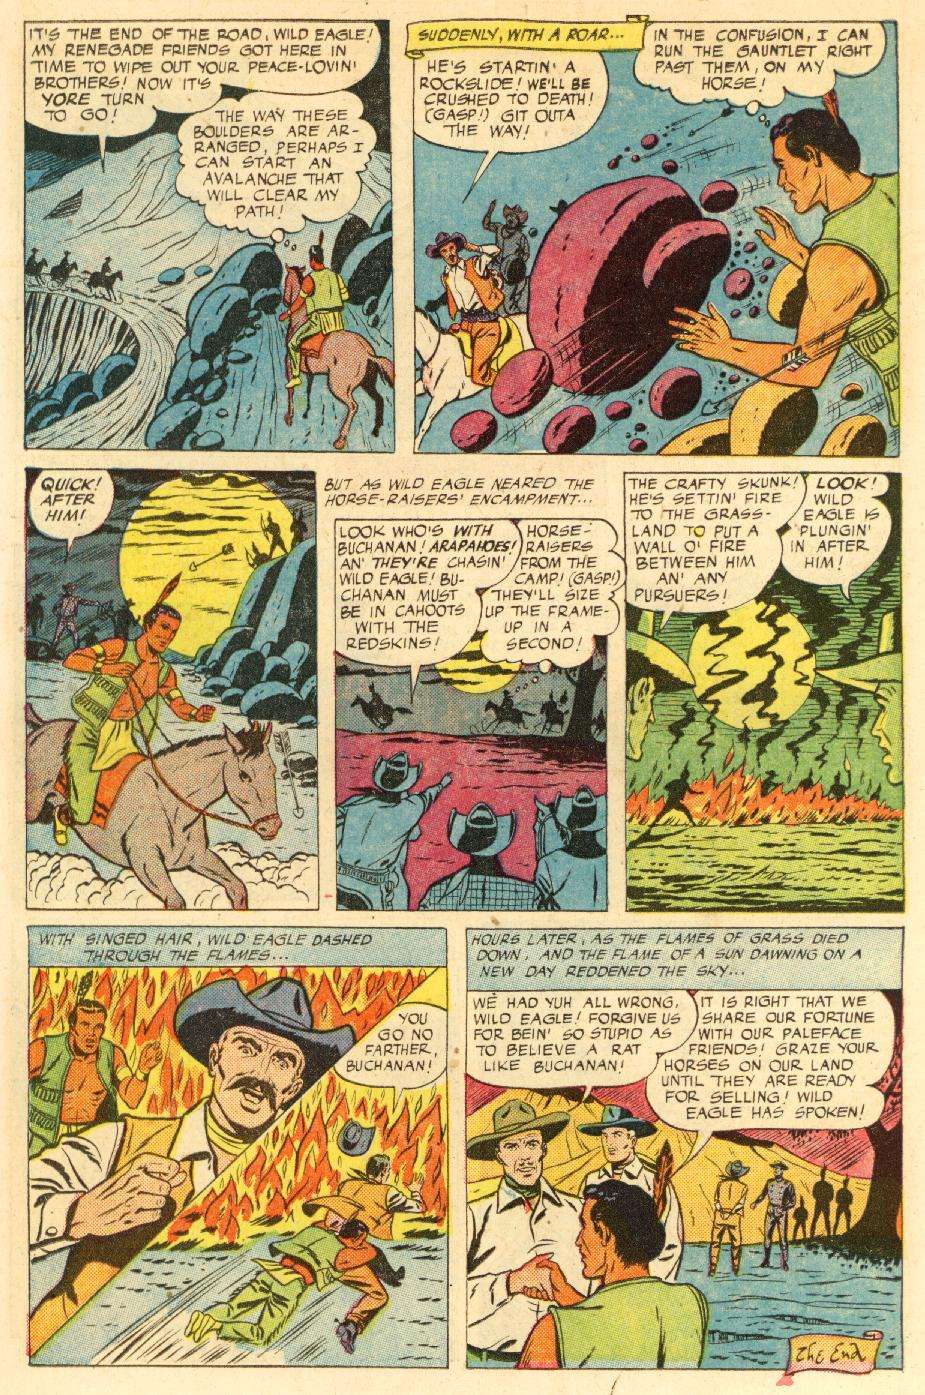 IT'S THE END OF THE ROAD, WILD EAGLE!
MY RENEGADE FRIENDS GOT HERE IN
TIME TO WIPE OUT YOUR PEACE-LOVIN'
BROTHERS! NOW IT'S
YORE TURN
TO GO!
THE WAY THESE
BOULDERS ARE AR-
RANGED, PERHAPS I
CAN START AN
AVALANCHE THAT
WILL CLEAR MY
PATH!
SUDDENLY, WITH A ROAR...
HE'S STARTIN' A
ROCKSLIDE! WE'LL BE
CRUSHED TO DEATH!
(GASP!) GIT OUTA
THE WAY!
IN THE CONFUSION, I CAN
RUN THE GAUNTLET RIGHT
PAST THEM, ON MY
HORSE!
QUICK!
AFTER
HIM!
BUT AS WILD EAGLE NEARED THE
HORSE-RAISERS' ENCAMPMENT...
LOOK WHO'S WITH
BUCHANAN! ARAPAHOES!
AN' THEY'RE CHASIN'
WILD EAGLE! BU-
CHANAN MUST
BE IN CAHOOTS
WITH THE
REDSKINS!
HORSE-
RAISERS
FROM THE
CAMP! (GASP!)
THEY'LL SIZE
UP THE FRAME-
UP IN A
SECOND!
THE CRAFTY SKUNK!
HE'S SETTIN' FIRE
TO THE GRASS-
LAND TO PUT A
WALL O' FIRE
BETWEEN HIM
AN' ANY
PURSUERS!
LOOK!
WILD
EAGLE IS
PLUNGIN'
IN AFTER
HIM!
WITH SINGED HAIR, WILD EAGLE DASHED
THROUGH THE FLAMES...
YOU
GO NO
FARTHER,
BUCHANAN!
HOURS LATER, AS THE FLAMES OF GRASS DIED
DOWN, AND THE FLAME OF A SUN DAWNING ON A
NEW DAY REDDENED THE SKY...
WE HAD YUH ALL WRONG,
WILD EAGLE! FORGIVE US
FOR BEIN' SO STUPID AS
TO BELIEVE A RAT
LIKE BUCHANAN!
IT IS RIGHT THAT WE
SHARE OUR FORTUNE
WITH OUR PALEFACE
FRIENDS! GRAZE YOUR
HORSES ON OUR LAND
UNTIL THEY ARE READY
FOR SELLING! WILD
EAGLE HAS SPOKEN!
The End